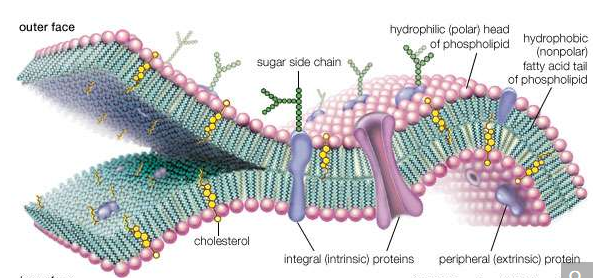 outer face
hydrophilic (polar) head
of phospholipid
hydrophobic
(nonpolar)
fatty acid tail
of phospholipid
sugar side chain
cholesterol
integral (intrinsic) proteins
peripheral (extrinsic) protein